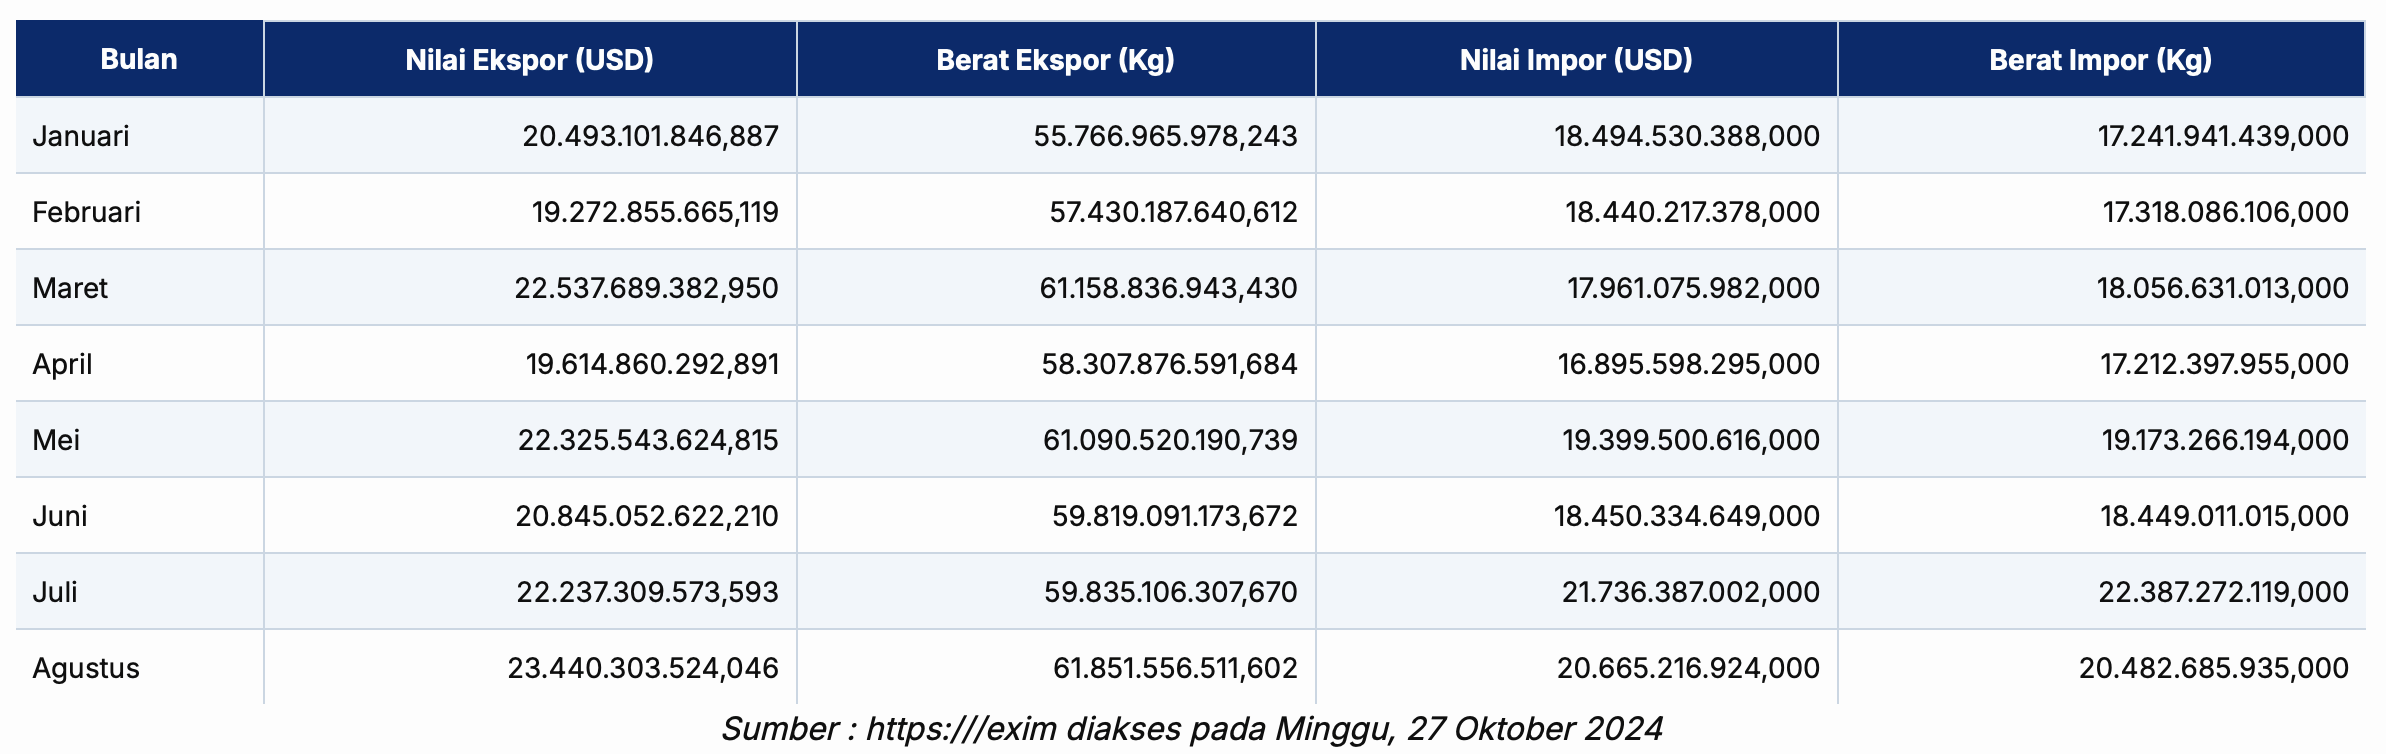 Bulan Nilai Ekspor (USD) Berat Ekspor (Kg) Nilai Impor (USD) Berat Impor (Kg)
Januari 20.493.101.846,887 55.766.965.978,243 18.494.530.388,000 17.241.941.439,000
Februari 19.272.855.665,119 57.430.187.640,612 18.440.217.378,000 17.318.086.106,000
Maret 22.537.689.382,950 61.158.836.943,430 17.961.075.982,000 18.056.631.013,000
April 19.614.860.292,891 58.307.876.591,684 16.895.598.295,000 17.212.397.955,000
Mei 22.325.543.624,815 61.090.520.190,739 19.399.500.616,000 19.173.266.194,000
Juni 20.845.052.622,210 59.819.091.173,672 18.450.334.649,000 18.449.011.015,000
Juli 22.237.309.573,593 59.835.106.307,670 21.736.387.002,000 22.387.272.119,000
Agustus 23.440.303.524,046 61.851.556.511,602 20.665.216.924,000 20.482.685.935,000
Sumber : https:///exim diakses pada Minggu, 27 Oktober 2024